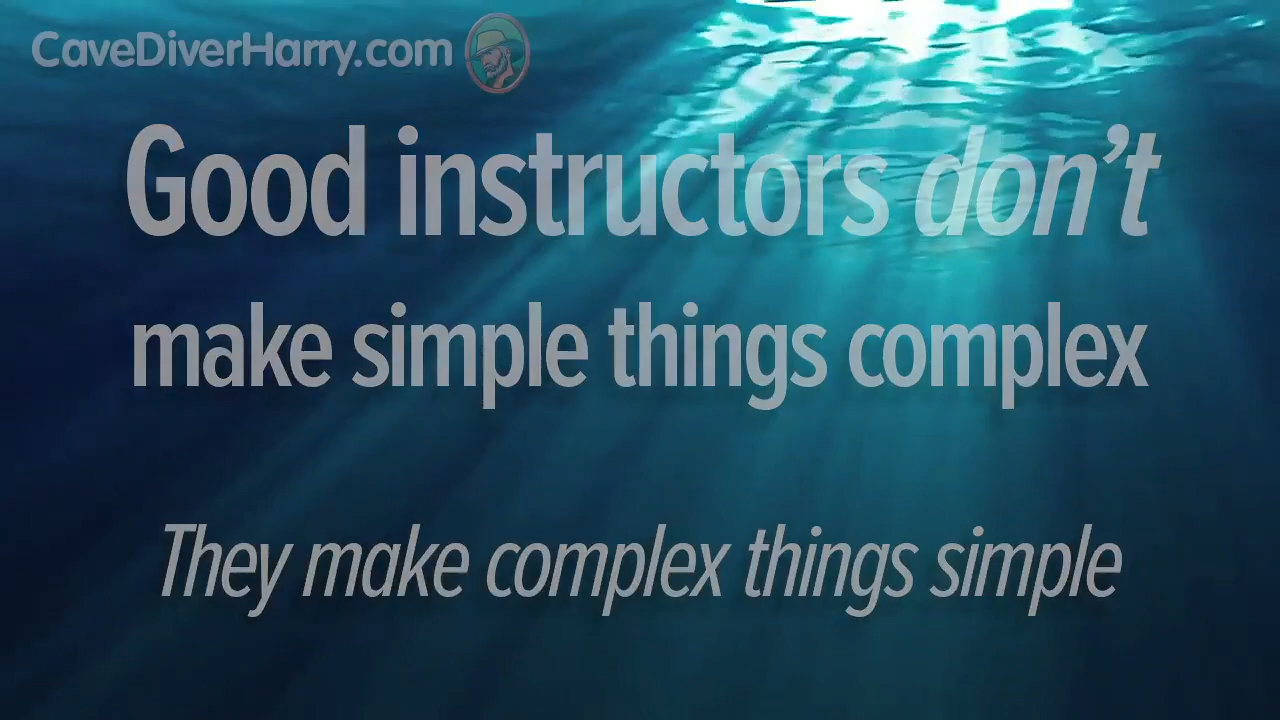 CaveDiverHarry.com
Good instructors don’t
make simple things complex
They make complex things simple